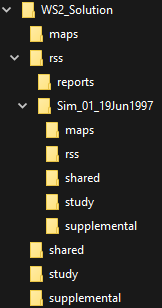 WS2_Solution
maps
rss
reports
Sim_01_19Jun1997
maps
rss
shared
study
supplemental
shared
study
supplemental